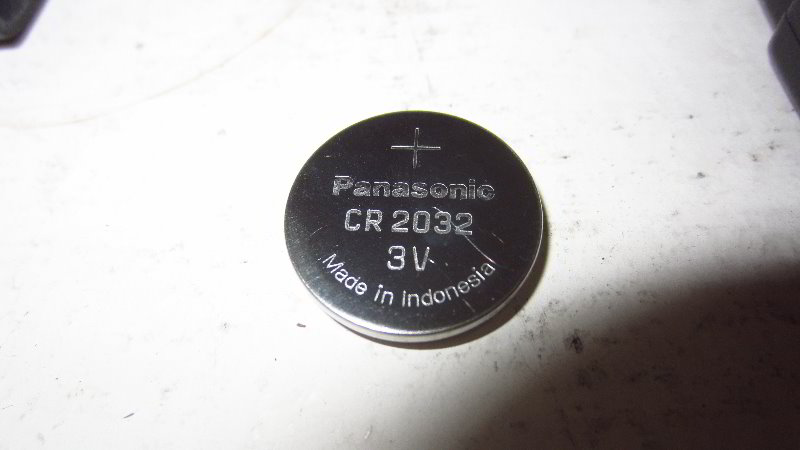 +
Panasonic
CR 2032
3V
Made in Indonesia